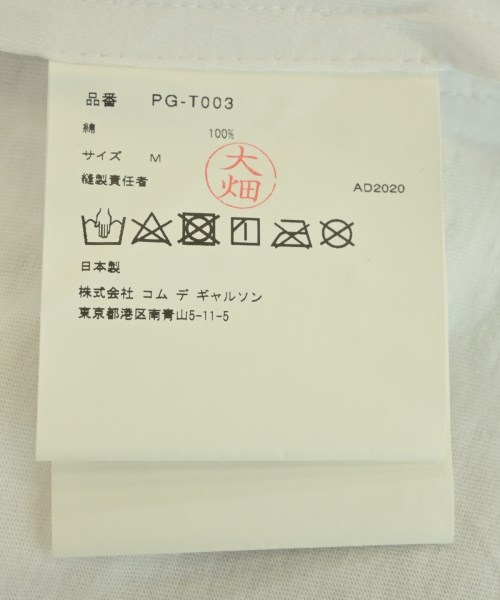 品番 PG-T003
綿 100%
サイズ M
縫製責任者
大畑
AD2020
日本製
株式会社 コム デ ギャルソン
東京都港区南青山5-11-5